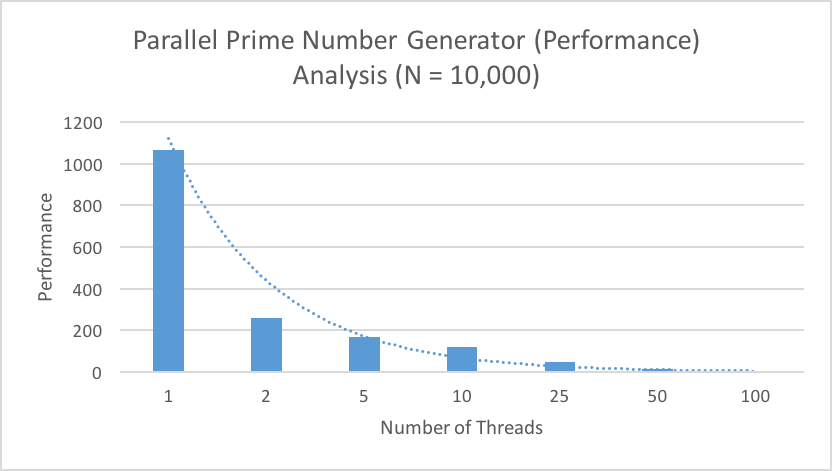 Parallel Prime Number Generator (Performance)
Analysis (N = 10,000)
1200
1000
800
600
400
200
0
Performance
1 2 5 10 25 50 100
Number of Threads